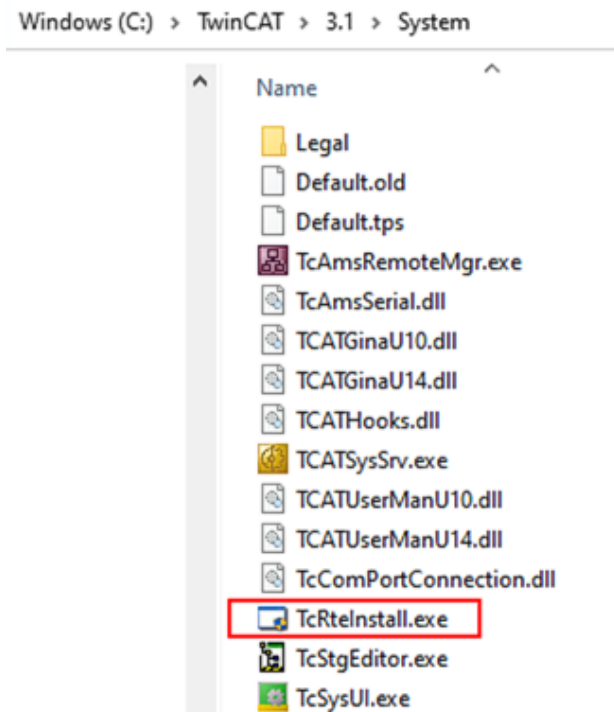 Windows (C:) > TwinCAT > 3.1 > System
Name
Legal
Default.old
Default.tps
TcAmsRemoteMgr.exe
TcAmsSerial.dll
TCATGinaU10.dll
TCATGinaU14.dll
TCATHooks.dll
TCATSysSrv.exe
TCATUserManU10.dll
TCATUserManU14.dll
TcComPortConnection.dll
TcRteInstall.exe
TcStgEditor.exe
TcSysUI.exe